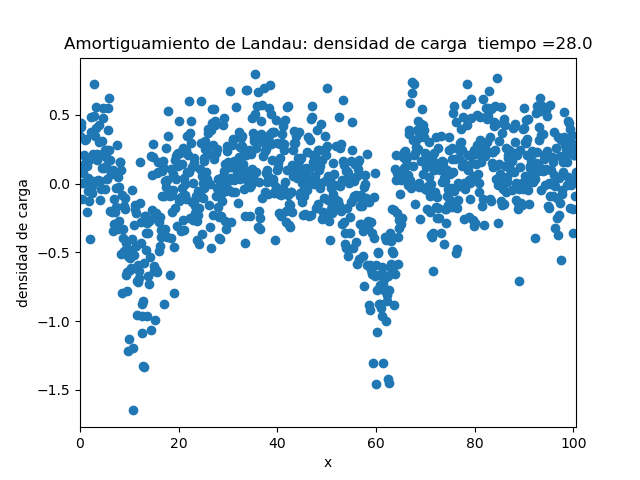 Amortiguamiento de Landau: densidad de carga  tiempo =28.0
densidad de carga
0.5
0.0
−0.5
−1.0
−1.5
0 20 40 60 80 100
x